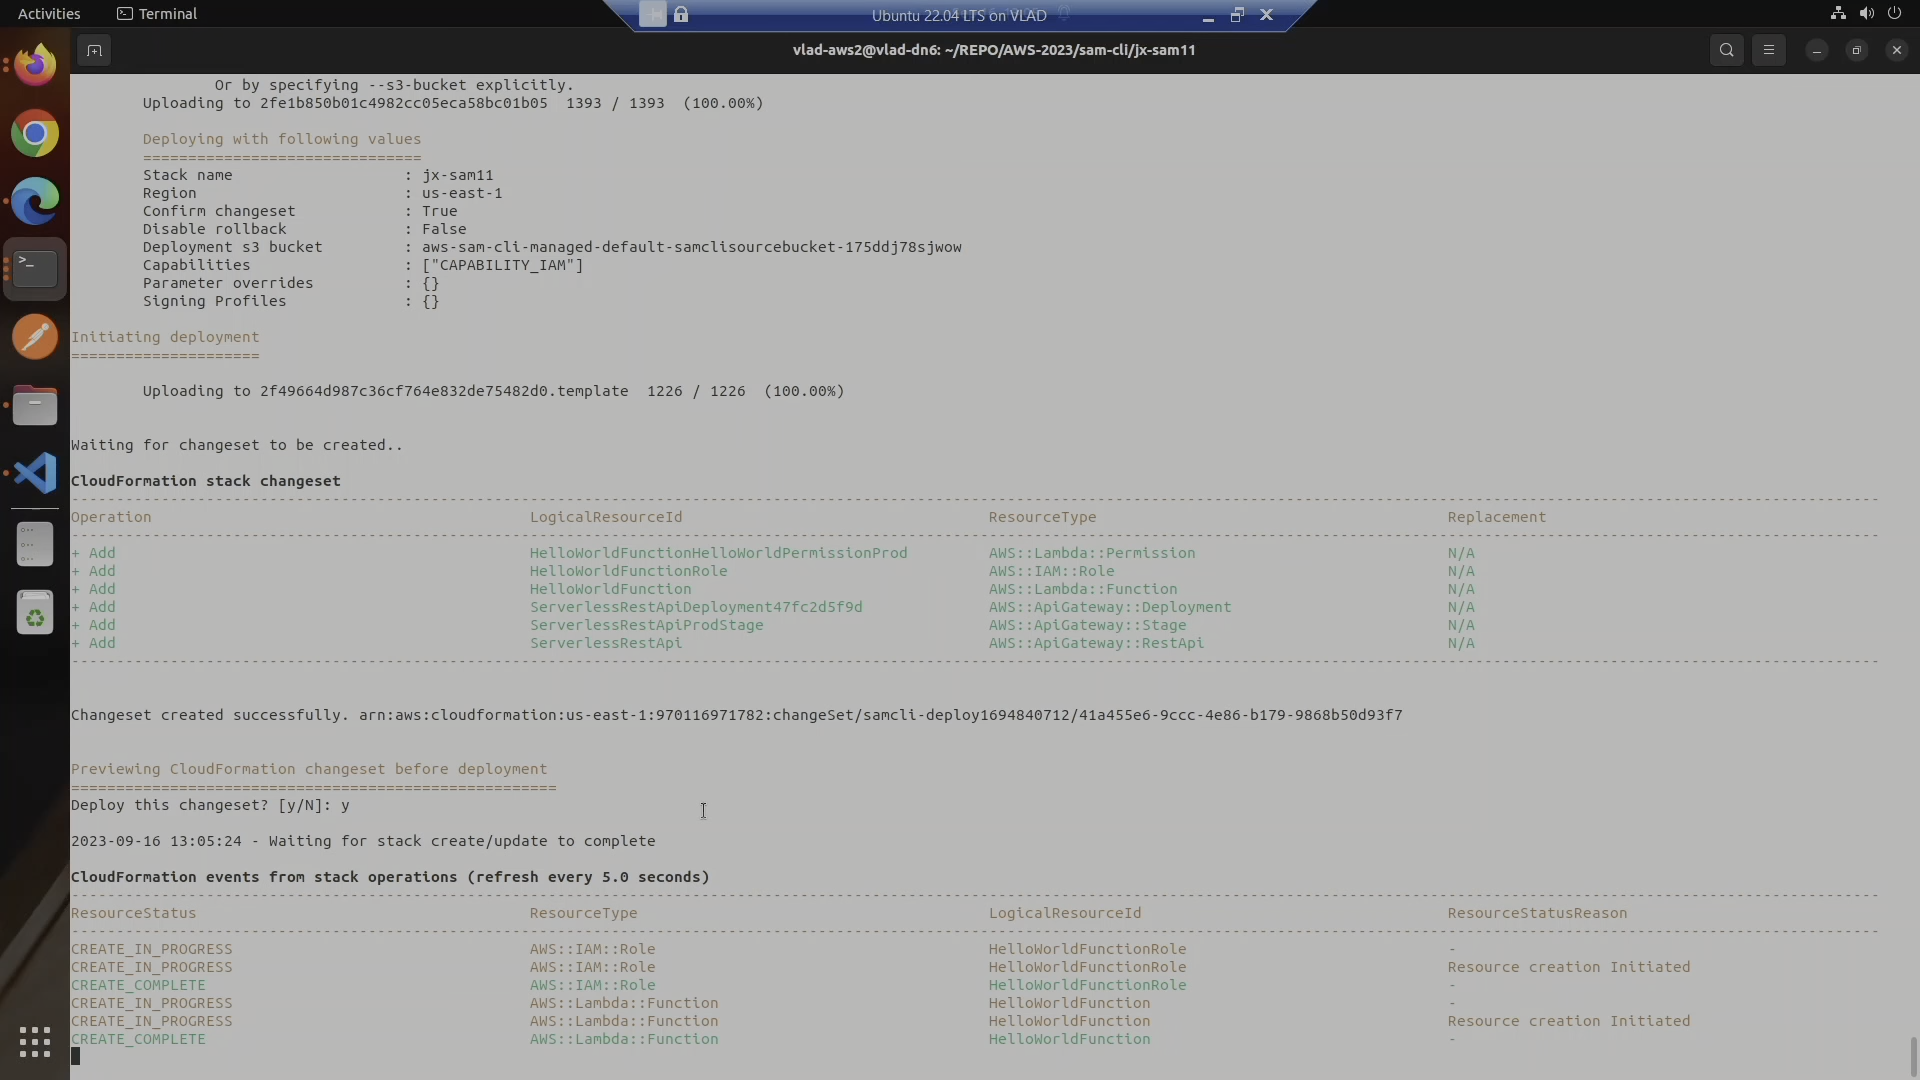 Activities Terminal
Ubuntu 22.04 LTS on VLAD
vlad-aws2@vlad-dn6: ~/REPO/AWS-2023/sam-cli/jx-sam11
Or by specifying --s3-bucket explicitly.
Uploading to 2fe1b850b01c4982cc05eca58bc01b05 1393 / 1393 (100.00%)
Deploying with following values
===============================
Stack name : jx-sam11
Region : us-east-1
Confirm changeset : True
Disable rollback : False
Deployment s3 bucket : aws-sam-cli-managed-default-samclisourcebucket-175ddj78sjwow
Capabilities : ["CAPABILITY_IAM"]
Parameter overrides : {}
Signing Profiles : {}
Initiating deployment
=====================
Uploading to 2f49664d987c36cf764e832de75482d0.template 1226 / 1226 (100.00%)
Waiting for changeset to be created..
CloudFormation stack changeset
Operation LogicalResourceId ResourceType Replacement
+ Add HelloWorldFunctionHelloWorldPermissionProd AWS::Lambda::Permission N/A
+ Add HelloWorldFunctionRole AWS::IAM::Role N/A
+ Add HelloWorldFunction AWS::Lambda::Function N/A
+ Add ServerlessRestApiDeployment47fc2d5f9d AWS::ApiGateway::Deployment N/A
+ Add ServerlessRestApiProdStage AWS::ApiGateway::Stage N/A
+ Add ServerlessRestApi AWS::ApiGateway::RestApi N/A
Changeset created successfully. arn:aws:cloudformation:us-east-1:970116971782:changeSet/samcli-deploy1694840712/41a455e6-9ccc-4e86-b179-9868b50d93f7
Previewing CloudFormation changeset before deployment
======================================================
Deploy this changeset? [y/N]: y
2023-09-16 13:05:24 - Waiting for stack create/update to complete
CloudFormation events from stack operations (refresh every 5.0 seconds)
ResourceStatus ResourceType LogicalResourceId ResourceStatusReason
CREATE_IN_PROGRESS AWS::IAM::Role HelloWorldFunctionRole -
CREATE_IN_PROGRESS AWS::IAM::Role HelloWorldFunctionRole Resource creation Initiated
CREATE_COMPLETE AWS::IAM::Role HelloWorldFunctionRole -
CREATE_IN_PROGRESS AWS::Lambda::Function HelloWorldFunction -
CREATE_IN_PROGRESS AWS::Lambda::Function HelloWorldFunction Resource creation Initiated
CREATE_COMPLETE AWS::Lambda::Function HelloWorldFunction -